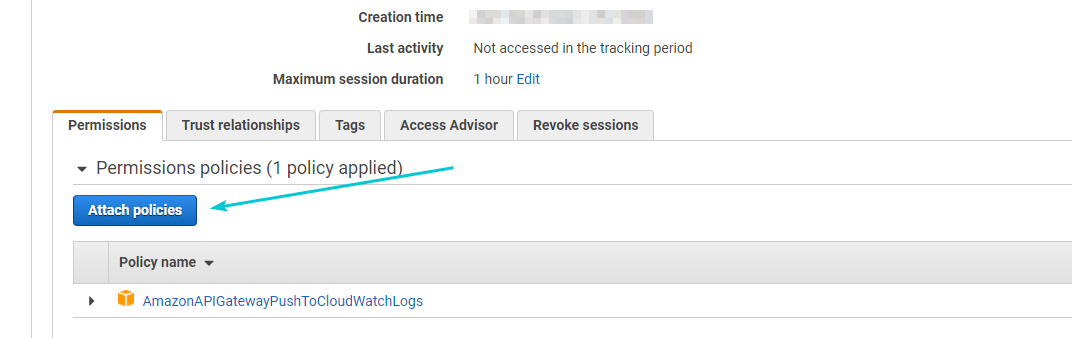 Creation time
Last activity Not accessed in the tracking period
Maximum session duration 1 hour Edit
Permissions Trust relationships Tags Access Advisor Revoke sessions
Permissions policies (1 policy applied)
Attach policies
Policy name
AmazonAPIGatewayPushToCloudWatchLogs